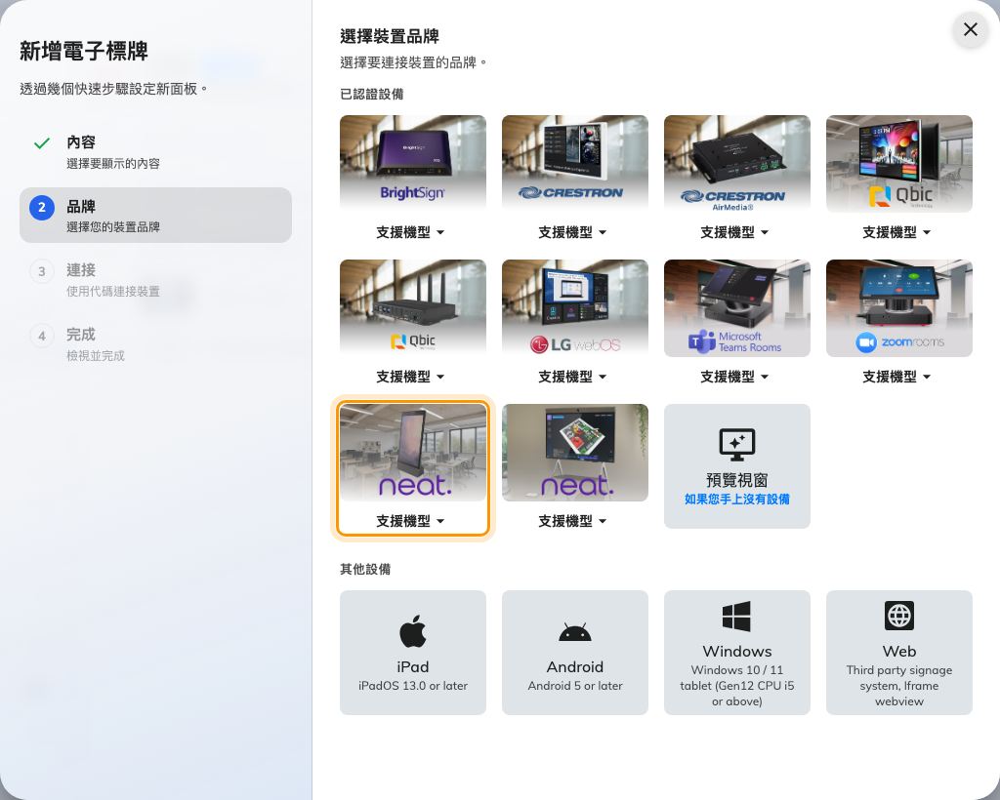 新增電子標牌
透過幾個快速步驟設定新面板。
內容
選擇要顯示的內容
2
品牌
選擇您的裝置品牌
3
連接
使用代碼連接裝置
4
完成
檢視並完成
選擇裝置品牌
選擇要連接裝置的品牌。
已認證設備
BrightSign
BrightSign
支援機型
CRESTRON
支援機型
CRESTRON
AirMedia®
支援機型
Qbic
Technology
支援機型
Qbic
支援機型
LG webOS
支援機型
Microsoft
Teams Rooms
支援機型
zoomrooms
支援機型
neat.
支援機型
neat.
支援機型
預覽視窗
如果您手上沒有設備
其他設備
iPad
iPadOS 13.0 or later
Android
Android 5 or later
Windows
Windows 10 / 11
tablet (Gen12 CPU i5
or above)
Web
Third party signage
system, Iframe
webview